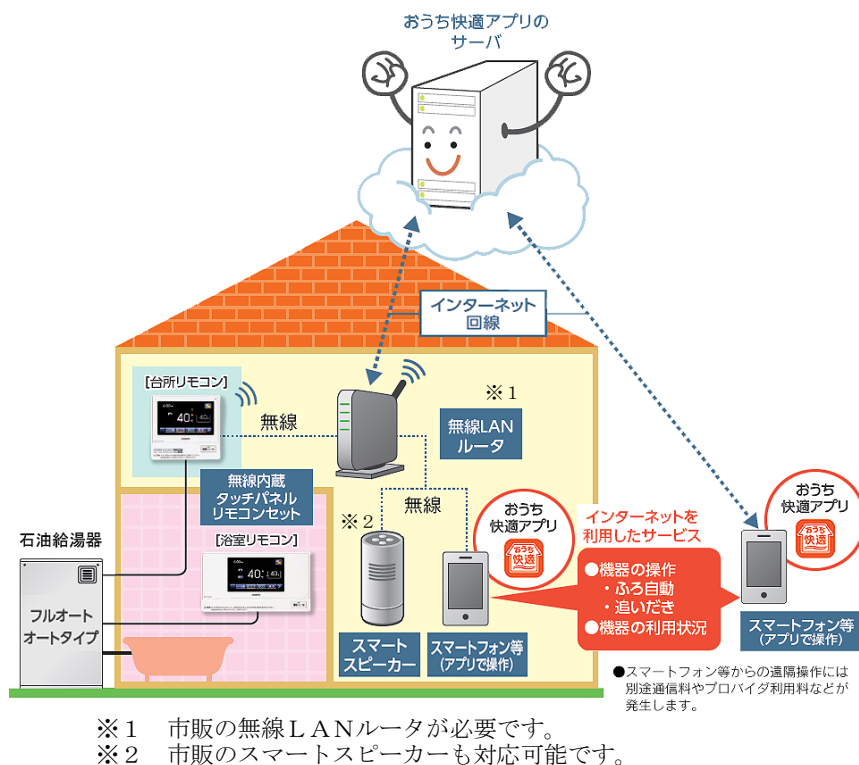 おうち快適アプリの
サーバ
インターネット
回線
[台所リモコン]
40
無線
※1
無線LAN
ルータ
無線内蔵
タッチパネル
リモコンセット
無線
※2
おうち
快適アプリ
おうち
快適
インターネットを
利用したサービス
●機器の操作
・ふろ自動
・追いだき
●機器の利用状況
おうち
快適アプリ
おうち
快適
石油給湯器
[浴室リモコン]
40
フルオート
オートタイプ
スマート
スピーカー
スマートフォン等
(アプリで操作)
スマートフォン等
(アプリで操作)
●スマートフォン等からの遠隔操作には
別途通信料やプロバイダ利用料などが
発生します。
※1 市販の無線LANルータが必要です。
※2 市販のスマートスピーカーも対応可能です。